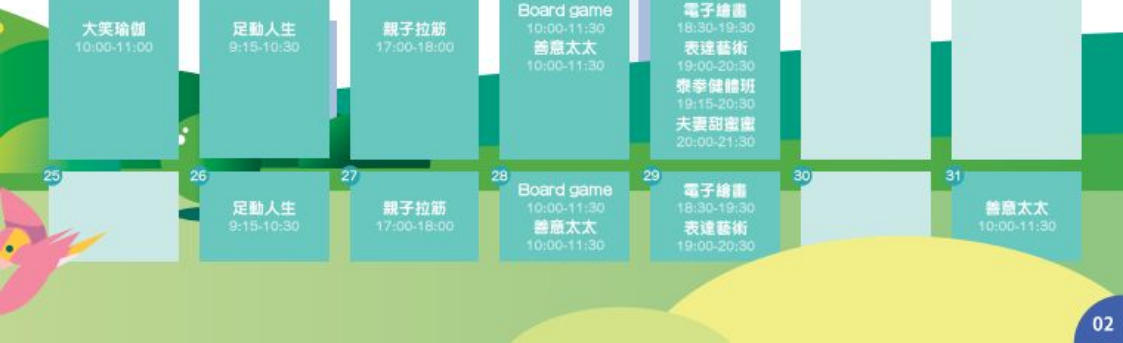 大笑瑜伽
10:00-11:00
足動人生
9:15-10:30
親子拉筋
17:00-18:00
Board game
10:00-11:30
善意太太
10:00-11:30
電子繪畫
18:30-19:30
表達藝術
19:00-20:30
泰拳健體班
19:15-20:30
夫妻甜蜜蜜
20:00-21:30
25
26
足動人生
9:15-10:30
27
親子拉筋
17:00-18:00
28
Board game
10:00-11:30
善意太太
10:00-11:30
29
電子繪畫
18:30-19:30
表達藝術
19:00-20:30
30
31
善意太太
10:00-11:30
02